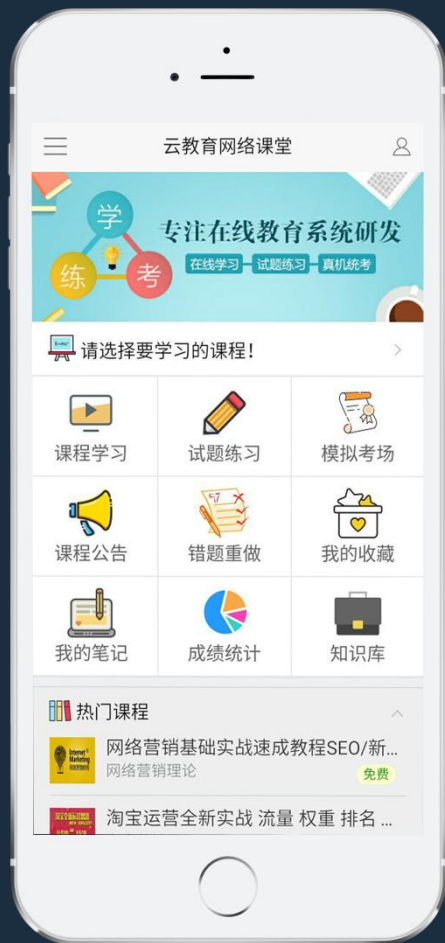 云教育网络课堂
学
练
考
专注在线教育系统研发
在线学习 试题练习 真机统考
请选择要学习的课程！
课程学习 试题练习 模拟考场
课程公告 错题重做 我的收藏
我的笔记 成绩统计 知识库
热门课程
Internet
Marketing
网络营销基础实战速成教程SEO/新...
网络营销理论
免费
淘宝运营全新实战 流量 权重 排名 ...